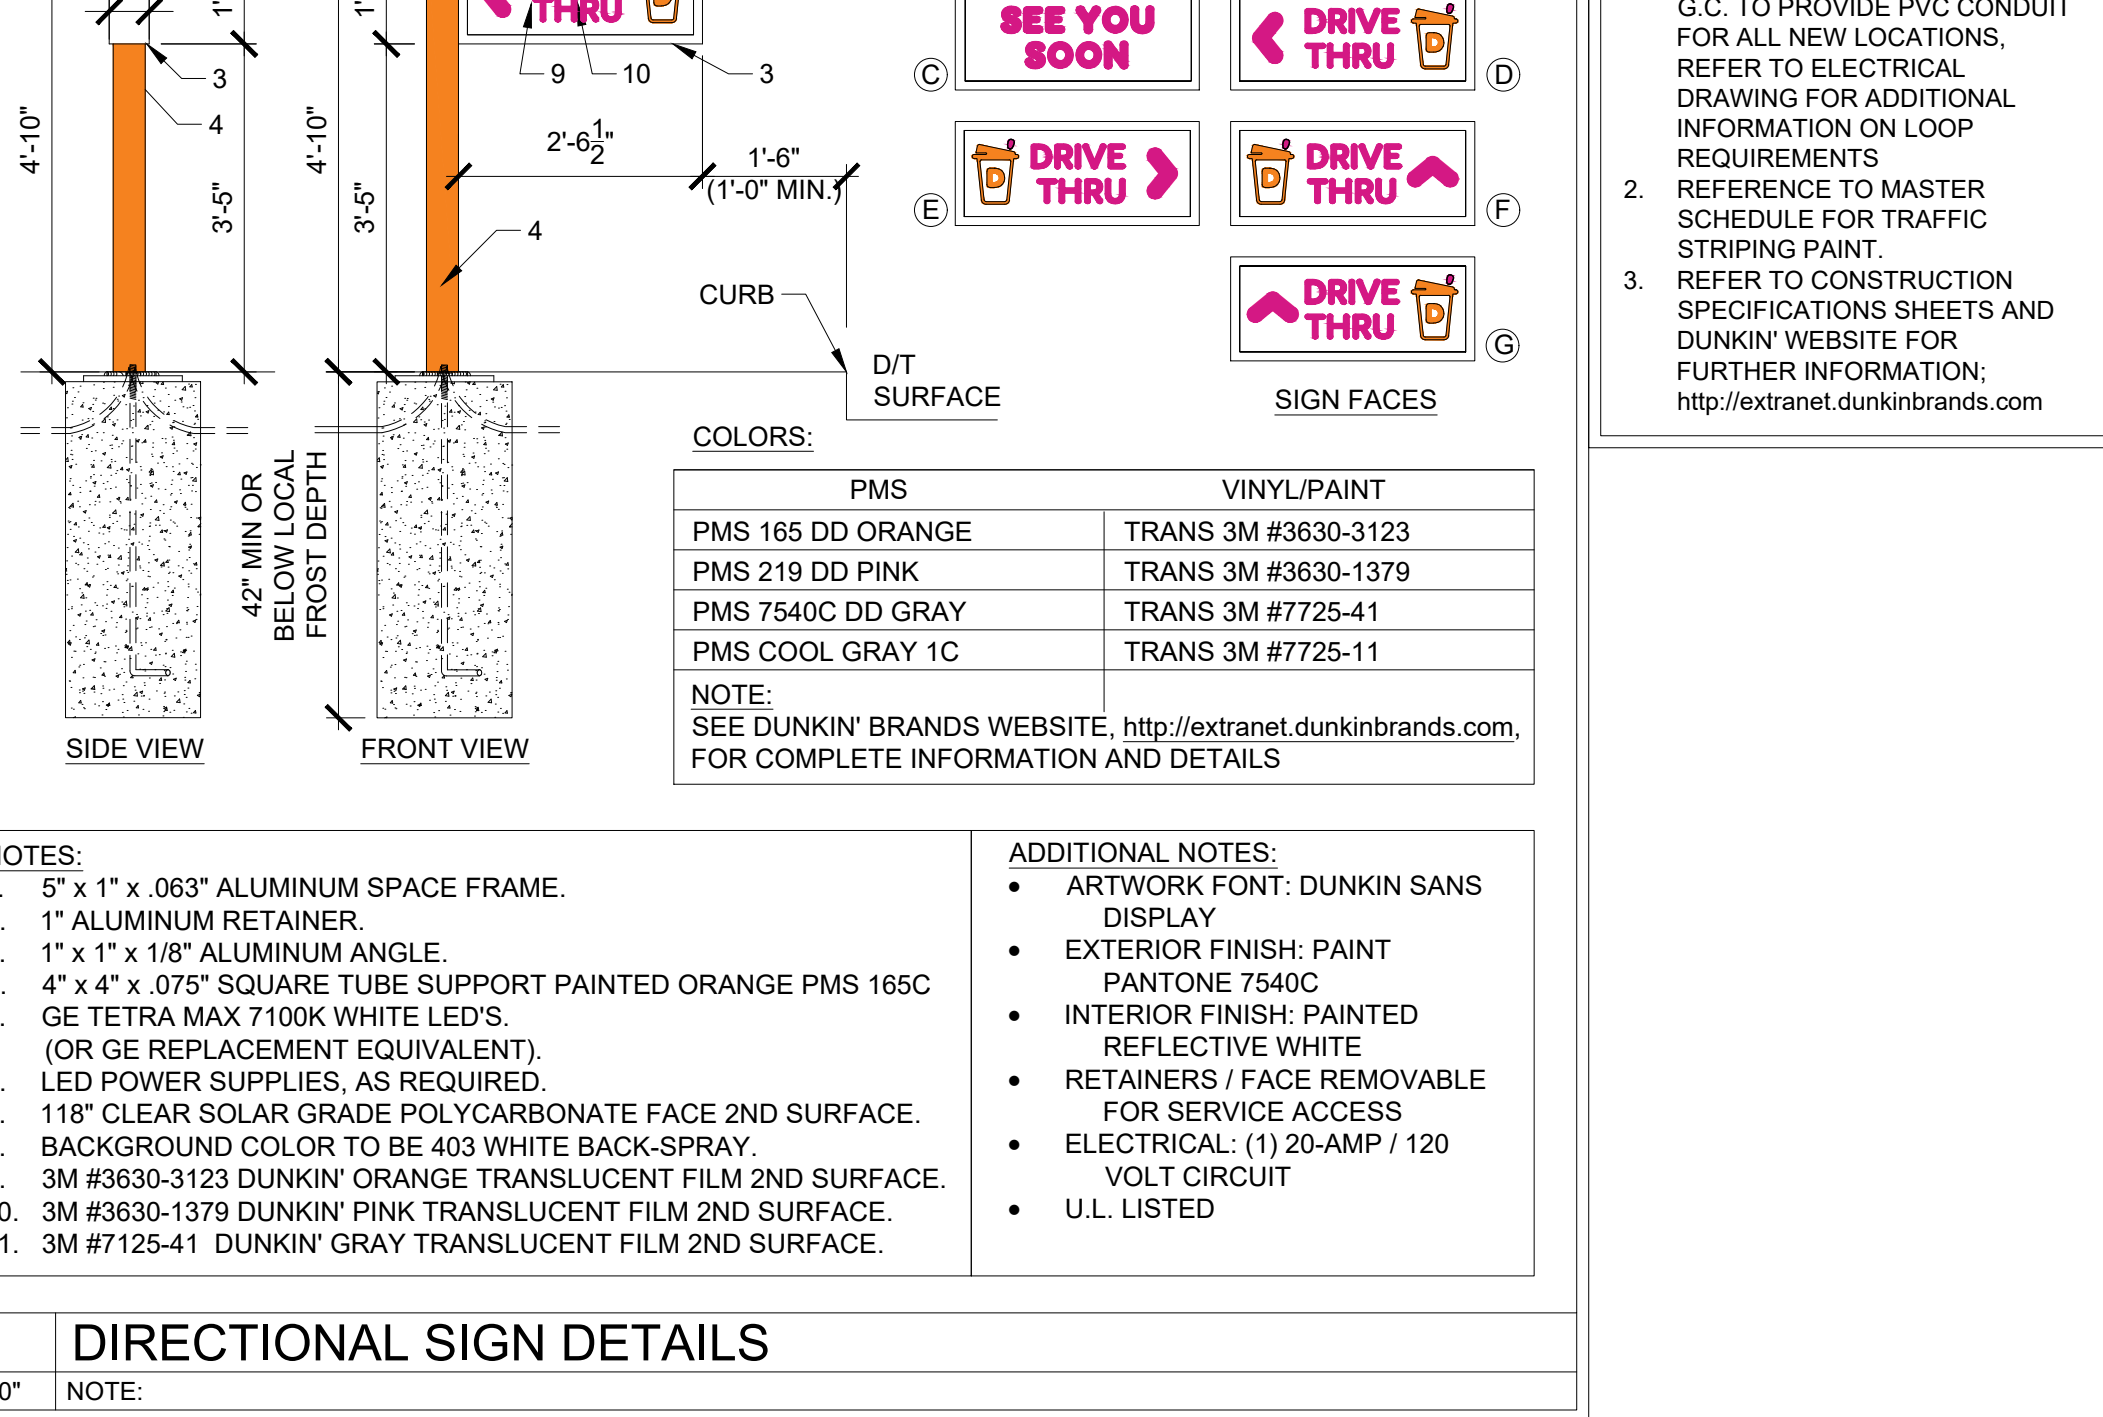 1'
1'
3
4
4'-10"
3'-5"
4'-10"
3'-5"
THRU
9
10
3
4
2'-6 1/2"
1'-6"
(1'-0" MIN.)
CURB
D/T
SURFACE
42" MIN OR
BELOW LOCAL
FROST DEPTH
SIDE VIEW
FRONT VIEW
SEE YOU
SOON
C
DRIVE
THRU
D
D
DRIVE
THRU
D
E
DRIVE
THRU
D
F
DRIVE
THRU
D
G
SIGN FACES
G.C. TO PROVIDE PVC CONDUIT
FOR ALL NEW LOCATIONS,
REFER TO ELECTRICAL
DRAWING FOR ADDITIONAL
INFORMATION ON LOOP
REQUIREMENTS
2. REFERENCE TO MASTER
SCHEDULE FOR TRAFFIC
STRIPING PAINT.
3. REFER TO CONSTRUCTION
SPECIFICATIONS SHEETS AND
DUNKIN' WEBSITE FOR
FURTHER INFORMATION;
http://extranet.dunkinbrands.com
COLORS:
PMS VINYL/PAINT
PMS 165 DD ORANGE TRANS 3M #3630-3123
PMS 219 DD PINK TRANS 3M #3630-1379
PMS 7540C DD GRAY TRANS 3M #7725-41
PMS COOL GRAY 1C TRANS 3M #7725-11
NOTE:
SEE DUNKIN' BRANDS WEBSITE, http://extranet.dunkinbrands.com,
FOR COMPLETE INFORMATION AND DETAILS
NOTES:
. 5" x 1" x .063" ALUMINUM SPACE FRAME.
. 1" ALUMINUM RETAINER.
. 1" x 1" x 1/8" ALUMINUM ANGLE.
. 4" x 4" x .075" SQUARE TUBE SUPPORT PAINTED ORANGE PMS 165C
. GE TETRA MAX 7100K WHITE LED'S.
(OR GE REPLACEMENT EQUIVALENT).
. LED POWER SUPPLIES, AS REQUIRED.
. 118" CLEAR SOLAR GRADE POLYCARBONATE FACE 2ND SURFACE.
. BACKGROUND COLOR TO BE 403 WHITE BACK-SPRAY.
. 3M #3630-3123 DUNKIN' ORANGE TRANSLUCENT FILM 2ND SURFACE.
0. 3M #3630-1379 DUNKIN' PINK TRANSLUCENT FILM 2ND SURFACE.
1. 3M #7125-41 DUNKIN' GRAY TRANSLUCENT FILM 2ND SURFACE.
ADDITIONAL NOTES:
• ARTWORK FONT: DUNKIN SANS
DISPLAY
• EXTERIOR FINISH: PAINT
PANTONE 7540C
• INTERIOR FINISH: PAINTED
REFLECTIVE WHITE
• RETAINERS / FACE REMOVABLE
FOR SERVICE ACCESS
• ELECTRICAL: (1) 20-AMP / 120
VOLT CIRCUIT
• U.L. LISTED
DIRECTIONAL SIGN DETAILS
0" NOTE: